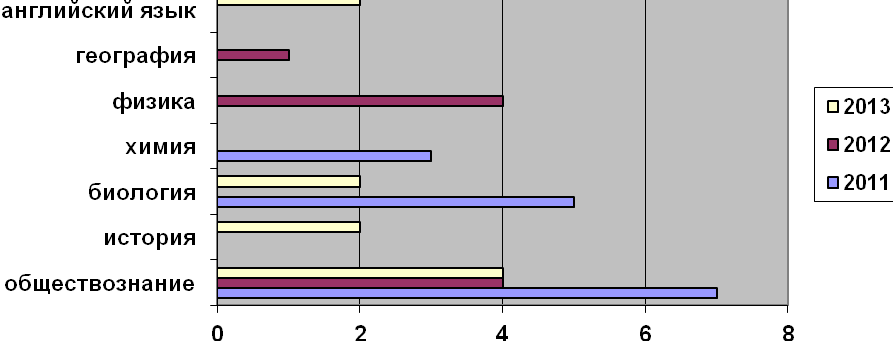 английский язык
география
физика
химия
биология
история
обществознание
0 2 4 6 8
2013
2012
2011